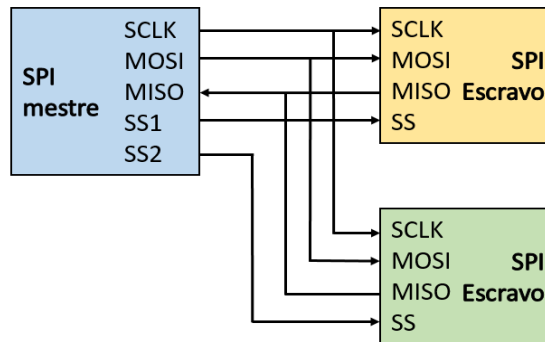 SPI
mestre
SCLK
MOSI
MISO
SS1
SS2
SCLK
MOSI
MISO
SS
SPI
Escravo
SCLK
MOSI
MISO
SS
SPI
Escravo